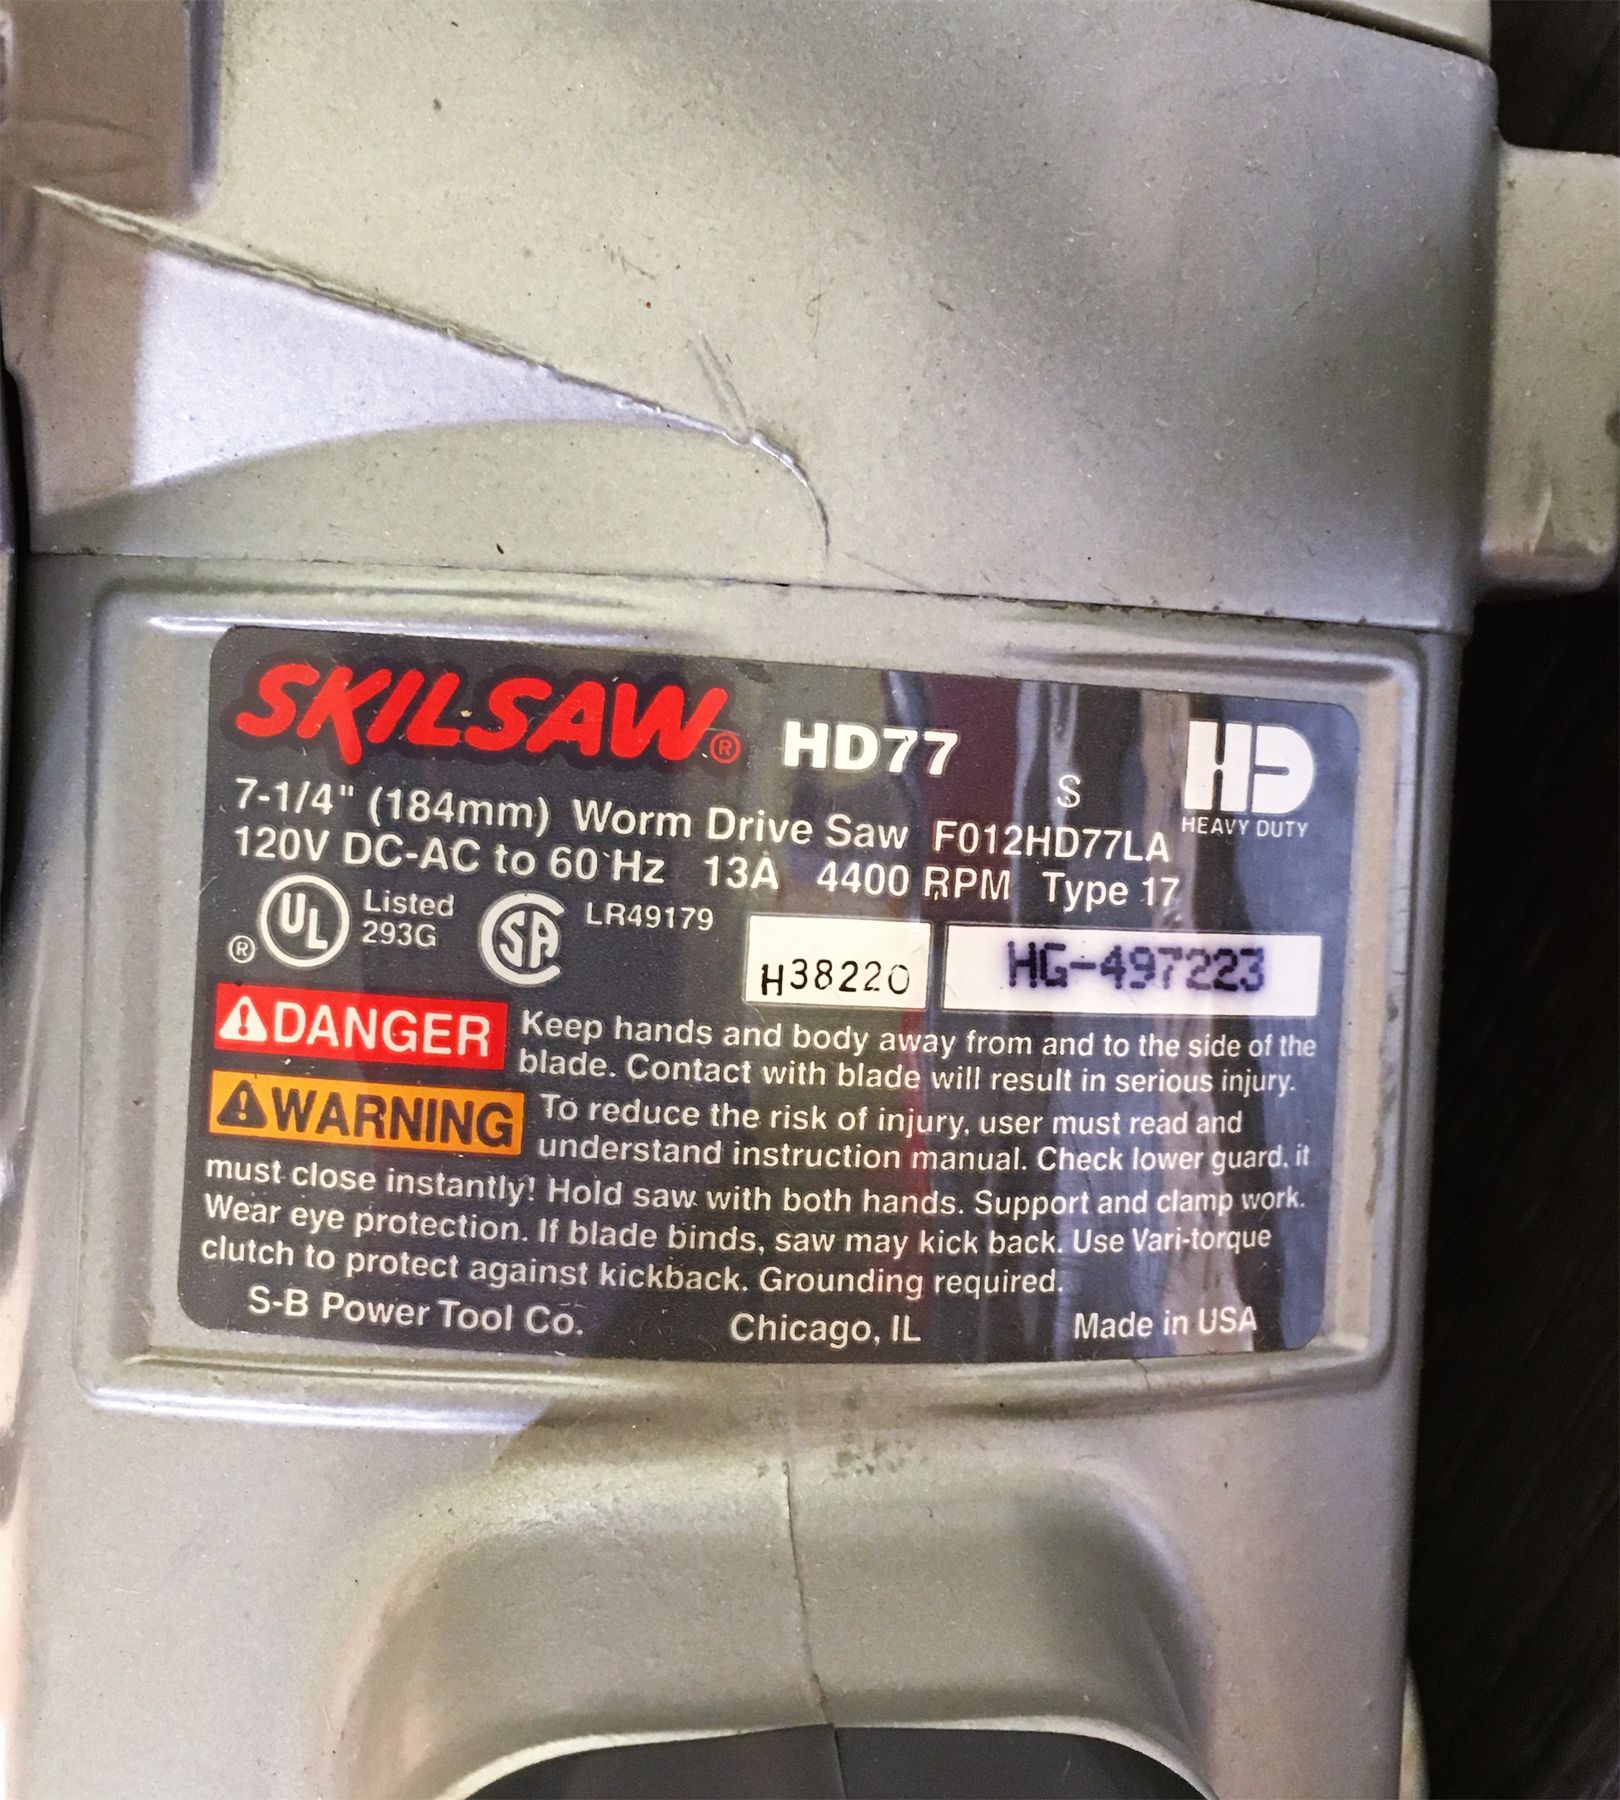 SKILSAW® HD77
S
HD
HEAVY DUTY
7-1/4" (184mm) Worm Drive Saw F012HD77LA
120V DC-AC to 60 Hz 13A 4400 RPM Type 17
UL® Listed
293G
SA LR49179
H38220 HG-497223
DANGER Keep hands and body away from and to the side of the
blade. Contact with blade will result in serious injury.
WARNING To reduce the risk of injury, user must read and
understand instruction manual. Check lower guard, it
must close instantly! Hold saw with both hands. Support and clamp work.
Wear eye protection. If blade binds, saw may kick back. Use Vari-torque
clutch to protect against kickback. Grounding required.
S-B Power Tool Co. Chicago, IL Made in USA